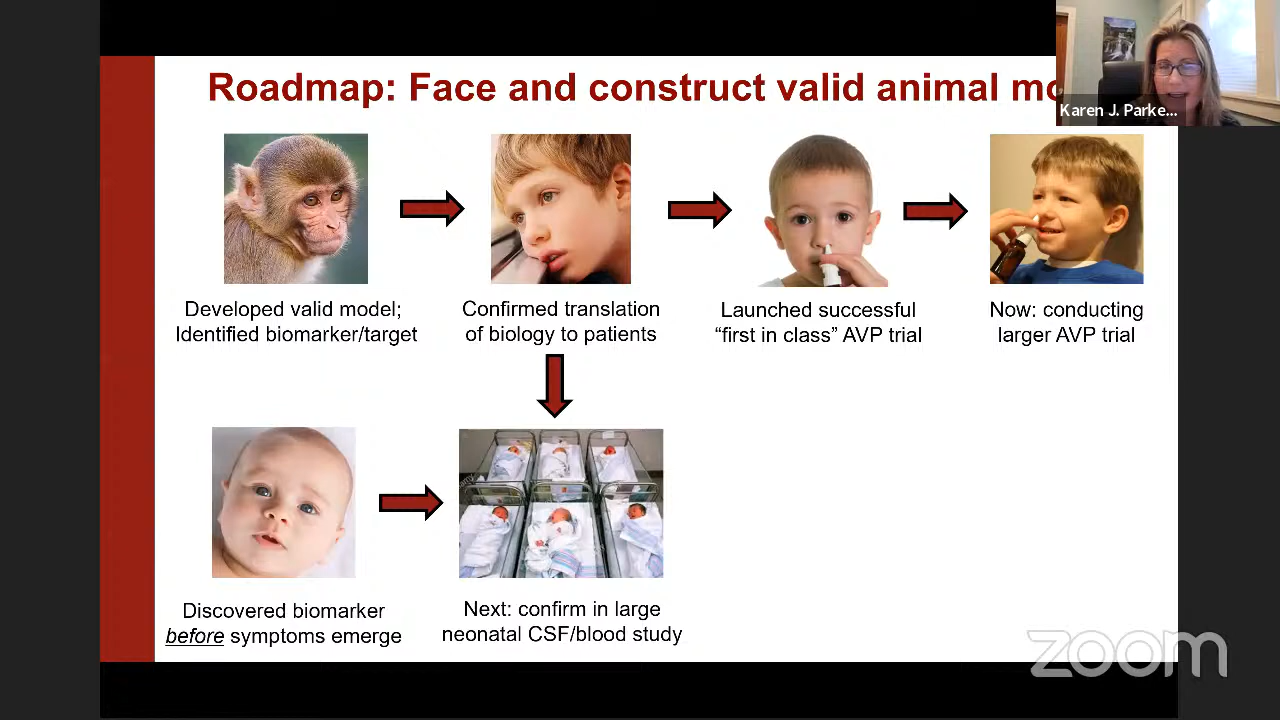 Roadmap: Face and construct valid animal mo
Karen J. Parke...
Developed valid model;
Identified biomarker/target
Confirmed translation
of biology to patients
Launched successful
“first in class” AVP trial
Now: conducting
larger AVP trial
Discovered biomarker
before symptoms emerge
Next: confirm in large
neonatal CSF/blood study
zoom